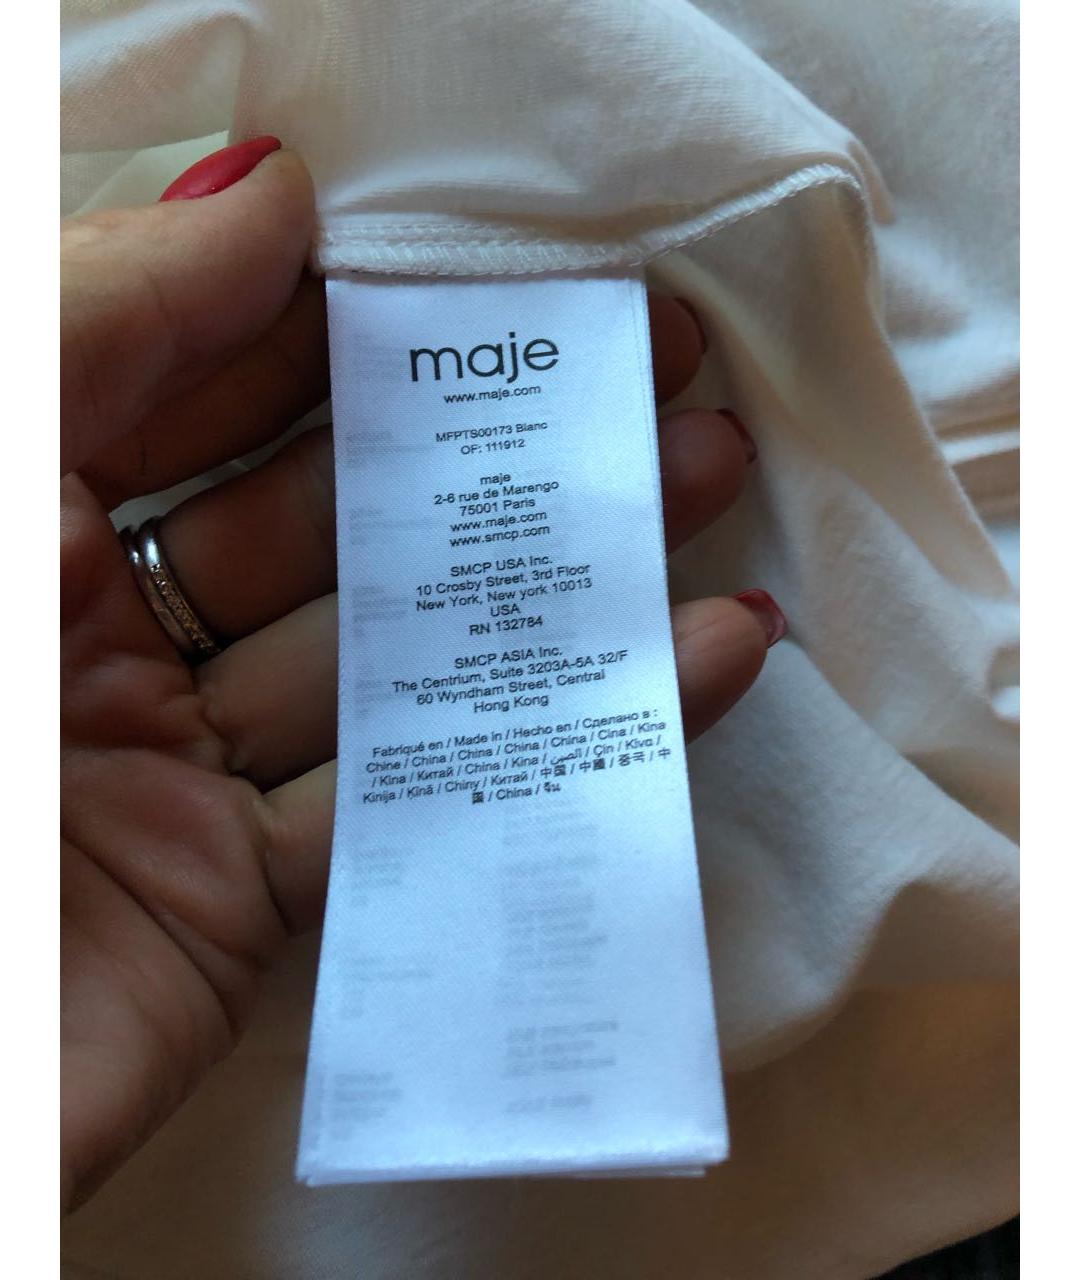 maje
www.maje.com
MFPTS00173 Blanc
OF: 111912
maje
2-6 rue de Marengo
75001 Paris
www.maje.com
www.smcp.com
SMCP USA Inc.
10 Crosby Street, 3rd Floor
New York, New york 10013
USA
RN 132784
SMCP ASIA Inc.
The Centrium, Suite 3203A-5A 32/F
60 Wyndham Street, Central
Hong Kong
Fabriqué en / Made in / Hecho en / Сделано в :
Chine / China / China / China / China / Cina / Kina
/ Kina / Китай / China / Kina / الصين / Çin / Κίνα /
Kinija / Kīnā / Chiny / Китай / 中国 / 中國 / 중국 / 中
国 / China / จีน